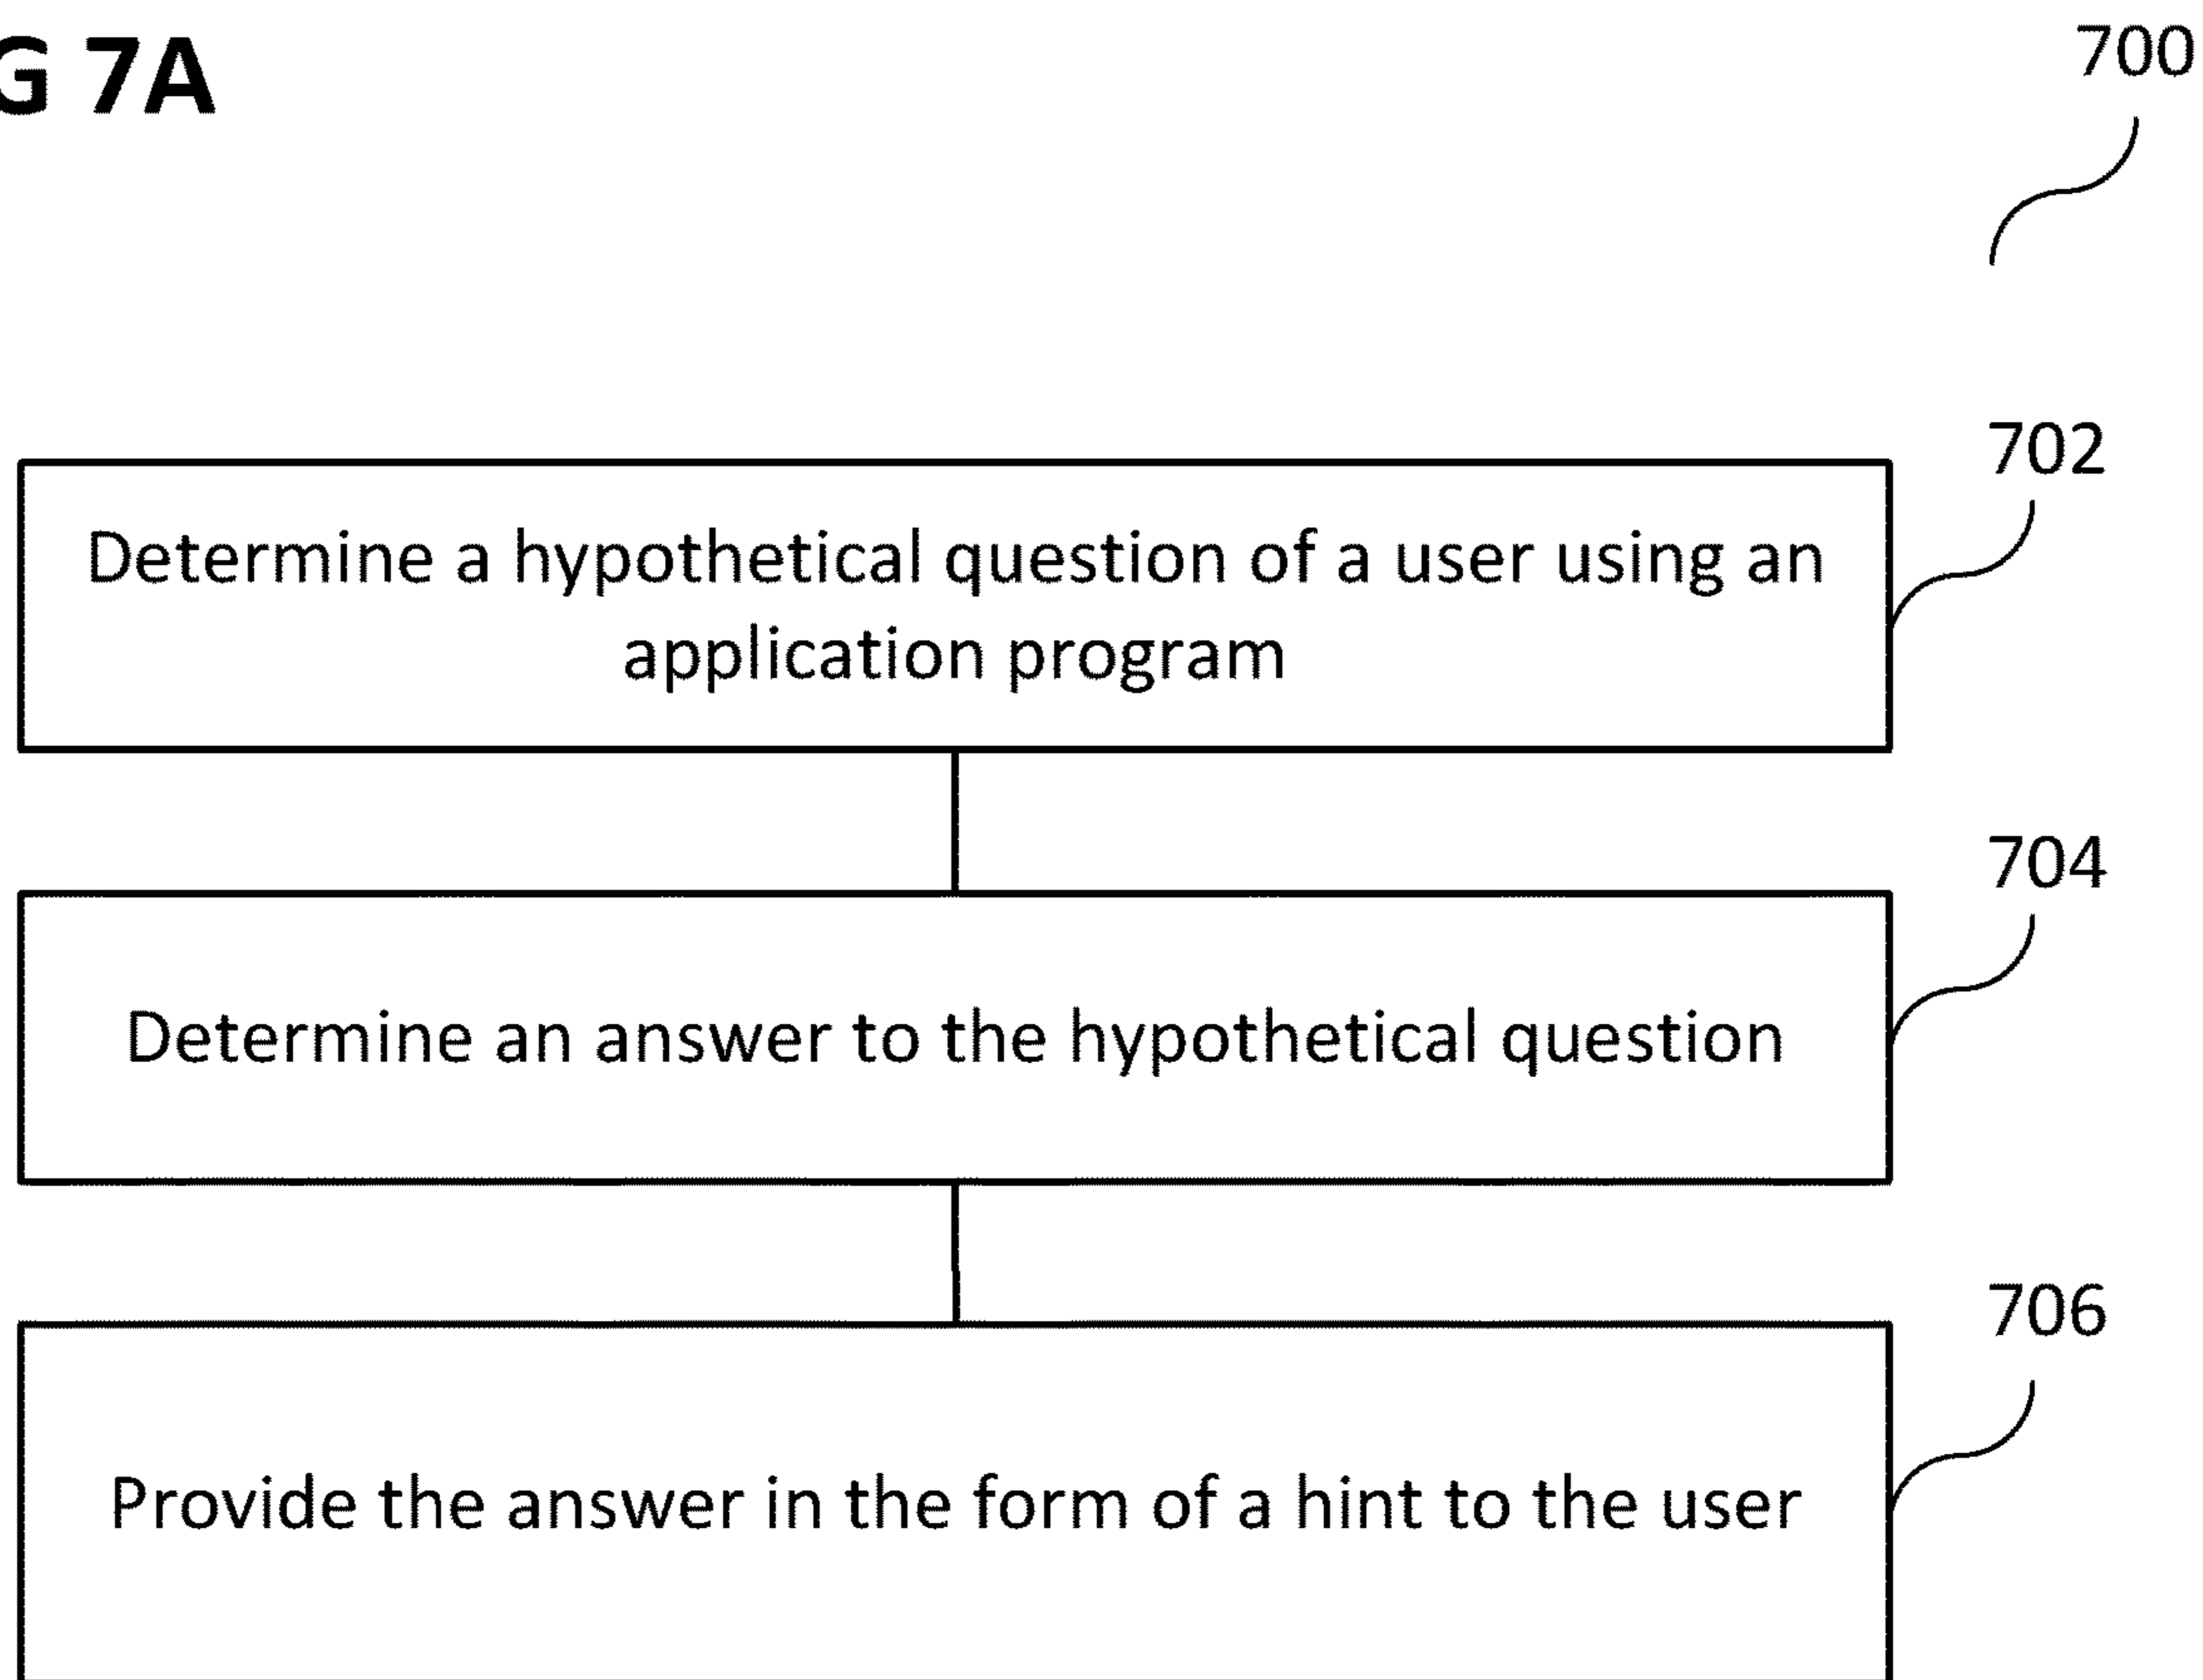 G 7A
700
702
Determine a hypothetical question of a user using an
application program
704
Determine an answer to the hypothetical question
706
Provide the answer in the form of a hint to the user